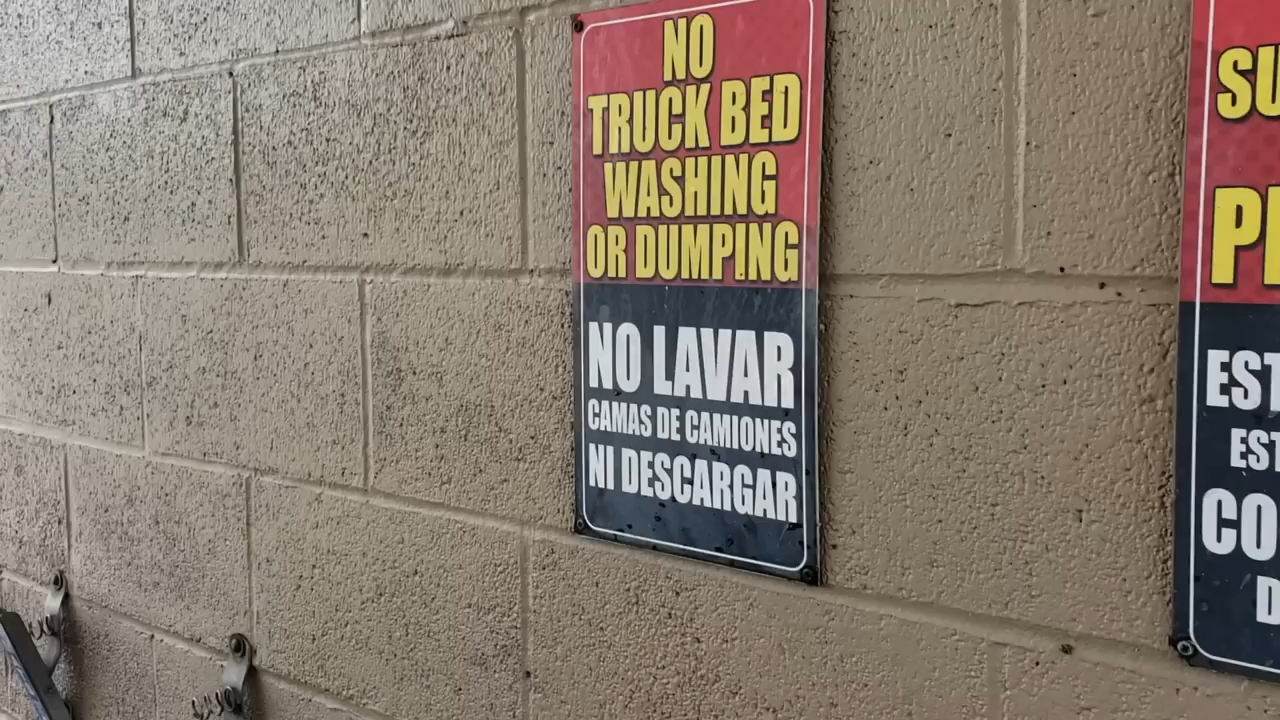 NO
TRUCK BED
WASHING
OR DUMPING
NO LAVAR
CAMAS DE CAMIONES
NI DESCARGAR